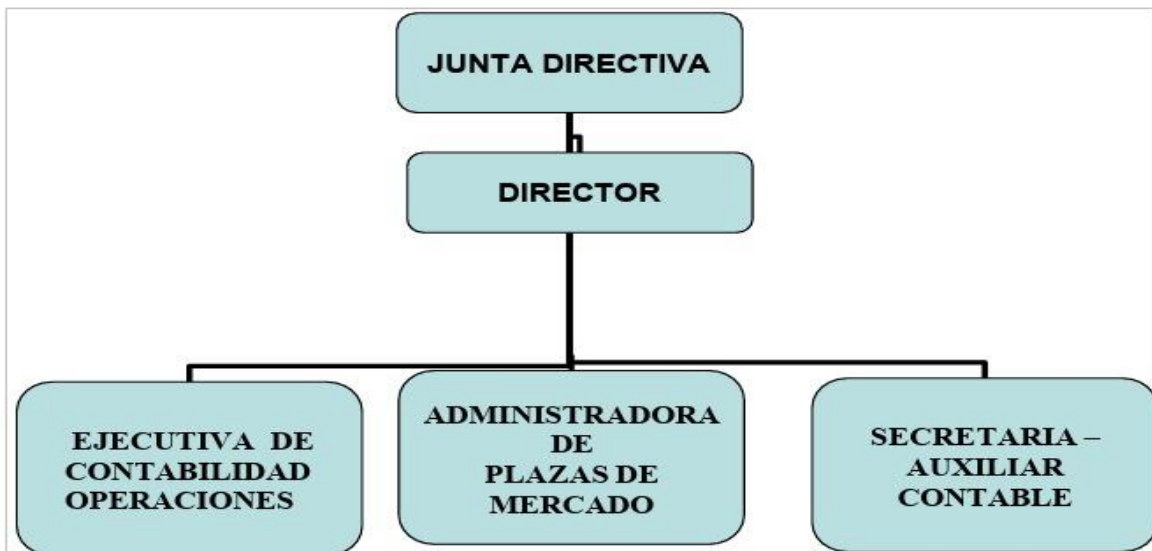 JUNTA DIRECTIVA
DIRECTOR
EJECUTIVA DE
CONTABILIDAD
OPERACIONES
ADMINISTRADORA
DE
PLAZAS DE
MERCADO
SECRETARIA –
AUXILIAR
CONTABLE